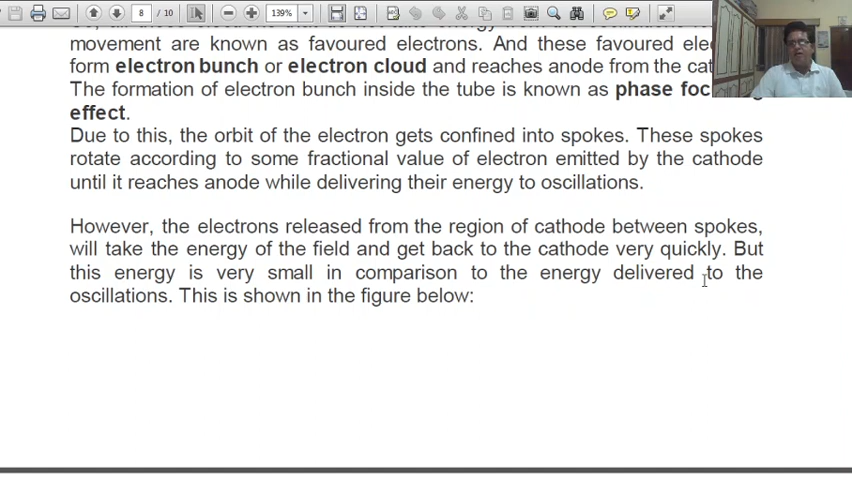 8 / 10 139%
movement are known as favoured electrons. And these favoured
form electron bunch or electron cloud and reaches anode from the
The formation of electron bunch inside the tube is known as phase
effect.
Due to this, the orbit of the electron gets confined into spokes. These spokes
rotate according to some fractional value of electron emitted by the cathode
until it reaches anode while delivering their energy to oscillations.
However, the electrons released from the region of cathode between spokes,
will take the energy of the field and get back to the cathode very quickly. But
this energy is very small in comparison to the energy delivered to the
oscillations. This is shown in the figure below: